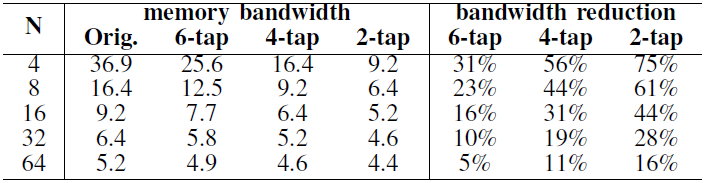 N memory bandwidth bandwidth reduction
Orig. 6-tap 4-tap 2-tap 6-tap 4-tap 2-tap
4 36.9 25.6 16.4 9.2 31% 56% 75%
8 16.4 12.5 9.2 6.4 23% 44% 61%
16 9.2 7.7 6.4 5.2 16% 31% 44%
32 6.4 5.8 5.2 4.6 10% 19% 28%
64 5.2 4.9 4.6 4.4 5% 11% 16%